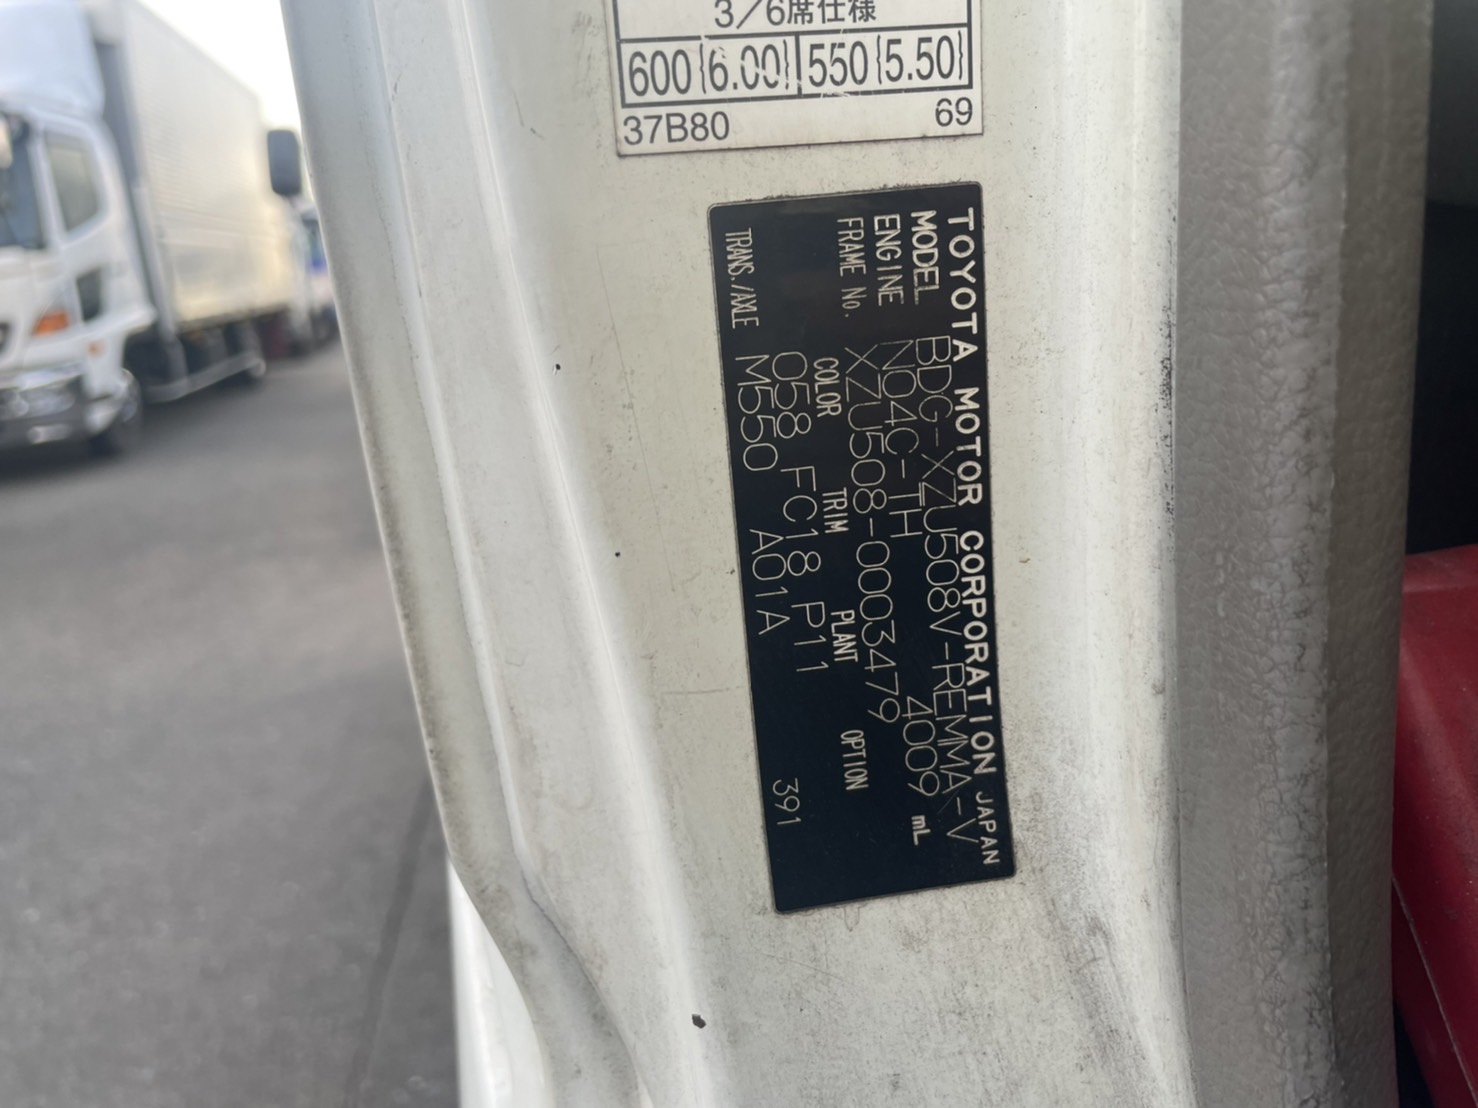 3/6席仕様
600{6.00} 550{5.50}
37B80 69
TOYOTA MOTOR CORPORATION JAPAN
MODEL BDG-XZU508V-REMMA-V
ENGINE N04C-TH 4009 mL
FRAME No. XZU508-0003479
COLOR TRIM PLANT OPTION
058 FC18 P11 391
TRANS./AXLE M550 A01A